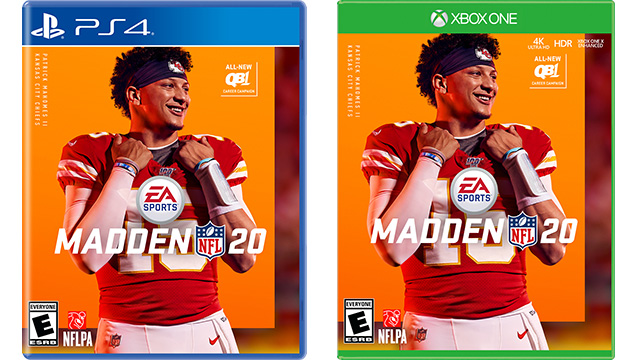 PS4
PATRICK MAHOMES II
KANSAS CITY CHIEFS
ALL-NEW
QB1
CAREER CAMPAIGN
EA
SPORTS
MADDEN NFL 20
EVERYONE
E
ESRB
NFLPA
XBOX ONE
4K
ULTRA HD
HDR
XBOX ONE X
ENHANCED
PATRICK MAHOMES II
KANSAS CITY CHIEFS
ALL-NEW
QB1
CAREER CAMPAIGN
EA
SPORTS
MADDEN NFL 20
EVERYONE
E
ESRB
NFLPA